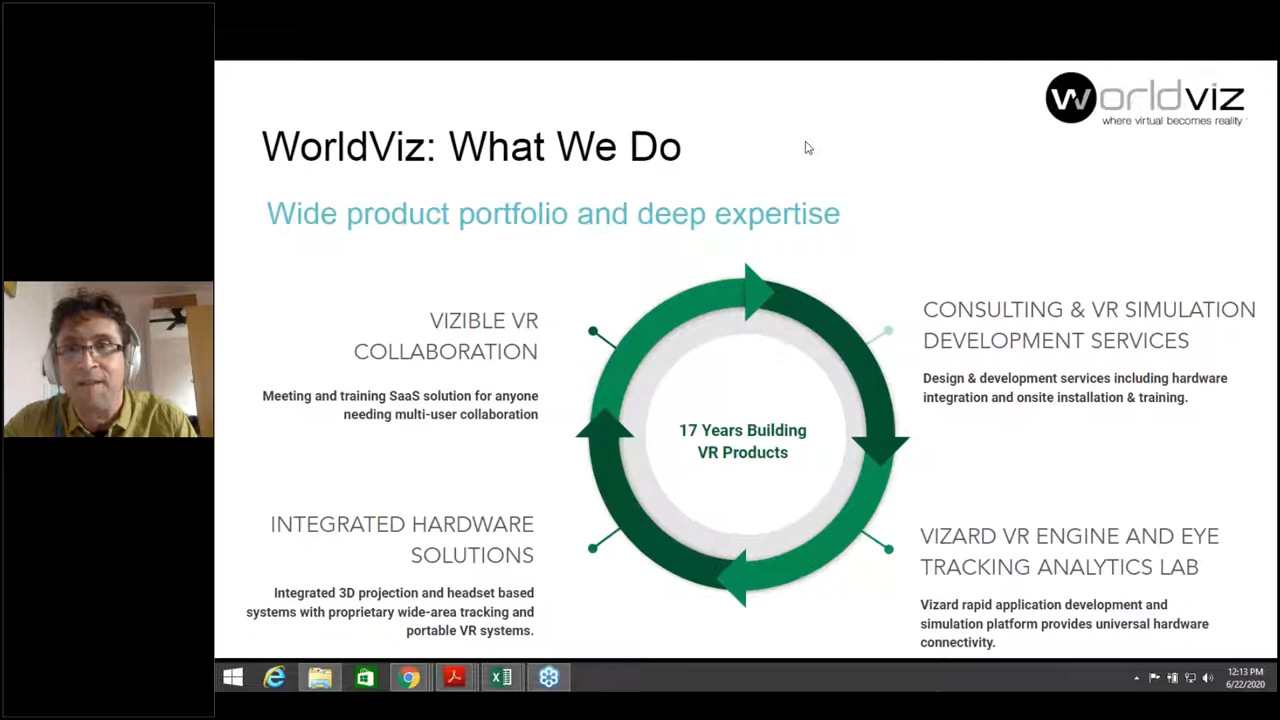 worldviz
where virtual becomes reality
WorldViz: What We Do
Wide product portfolio and deep expertise
VIZIBLE VR
COLLABORATION
Meeting and training SaaS solution for anyone
needing multi-user collaboration
CONSULTING & VR SIMULATION
DEVELOPMENT SERVICES
Design & development services including hardware
integration and onsite installation & training.
17 Years Building
VR Products
INTEGRATED HARDWARE
SOLUTIONS
Integrated 3D projection and headset based
systems with proprietary wide-area tracking and
portable VR systems.
VIZARD VR ENGINE AND EYE
TRACKING ANALYTICS LAB
Vizard rapid application development and
simulation platform provides universal hardware
connectivity.
12:13 PM
6/22/2020